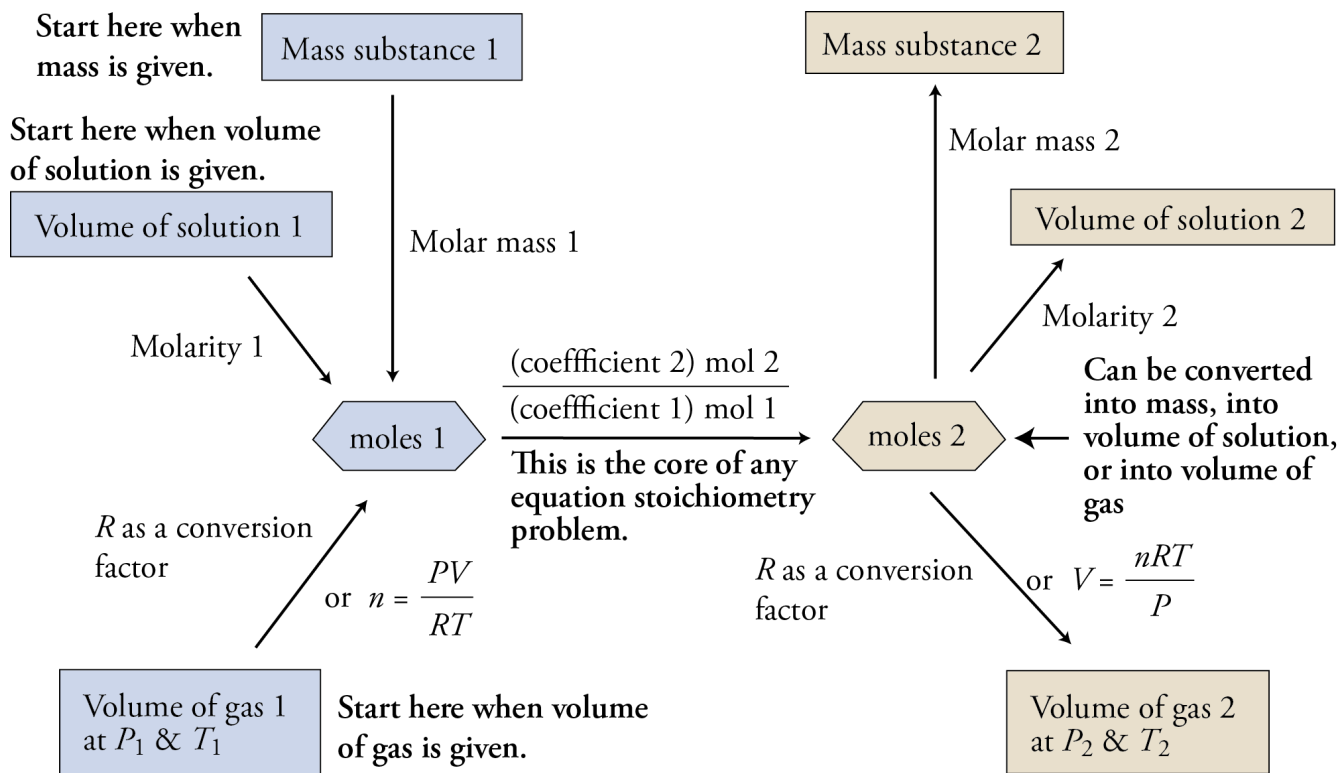 Start here when
mass is given.
Mass substance 1
Mass substance 2
Start here when volume
of solution is given.
Volume of solution 1
Molar mass 1
Molar mass 2
Volume of solution 2
Molarity 1
Molarity 2
(coeffficient 2) mol 2
(coeffficient 1) mol 1
moles 1
moles 2
This is the core of any
equation stoichiometry
problem.
Can be converted
into mass, into
volume of solution,
or into volume of
gas
R as a conversion
factor
or n = PV
RT
R as a conversion
factor
or V = nRT
P
Volume of gas 1
at P₁ & T₁
Start here when volume
of gas is given.
Volume of gas 2
at P₂ & T₂